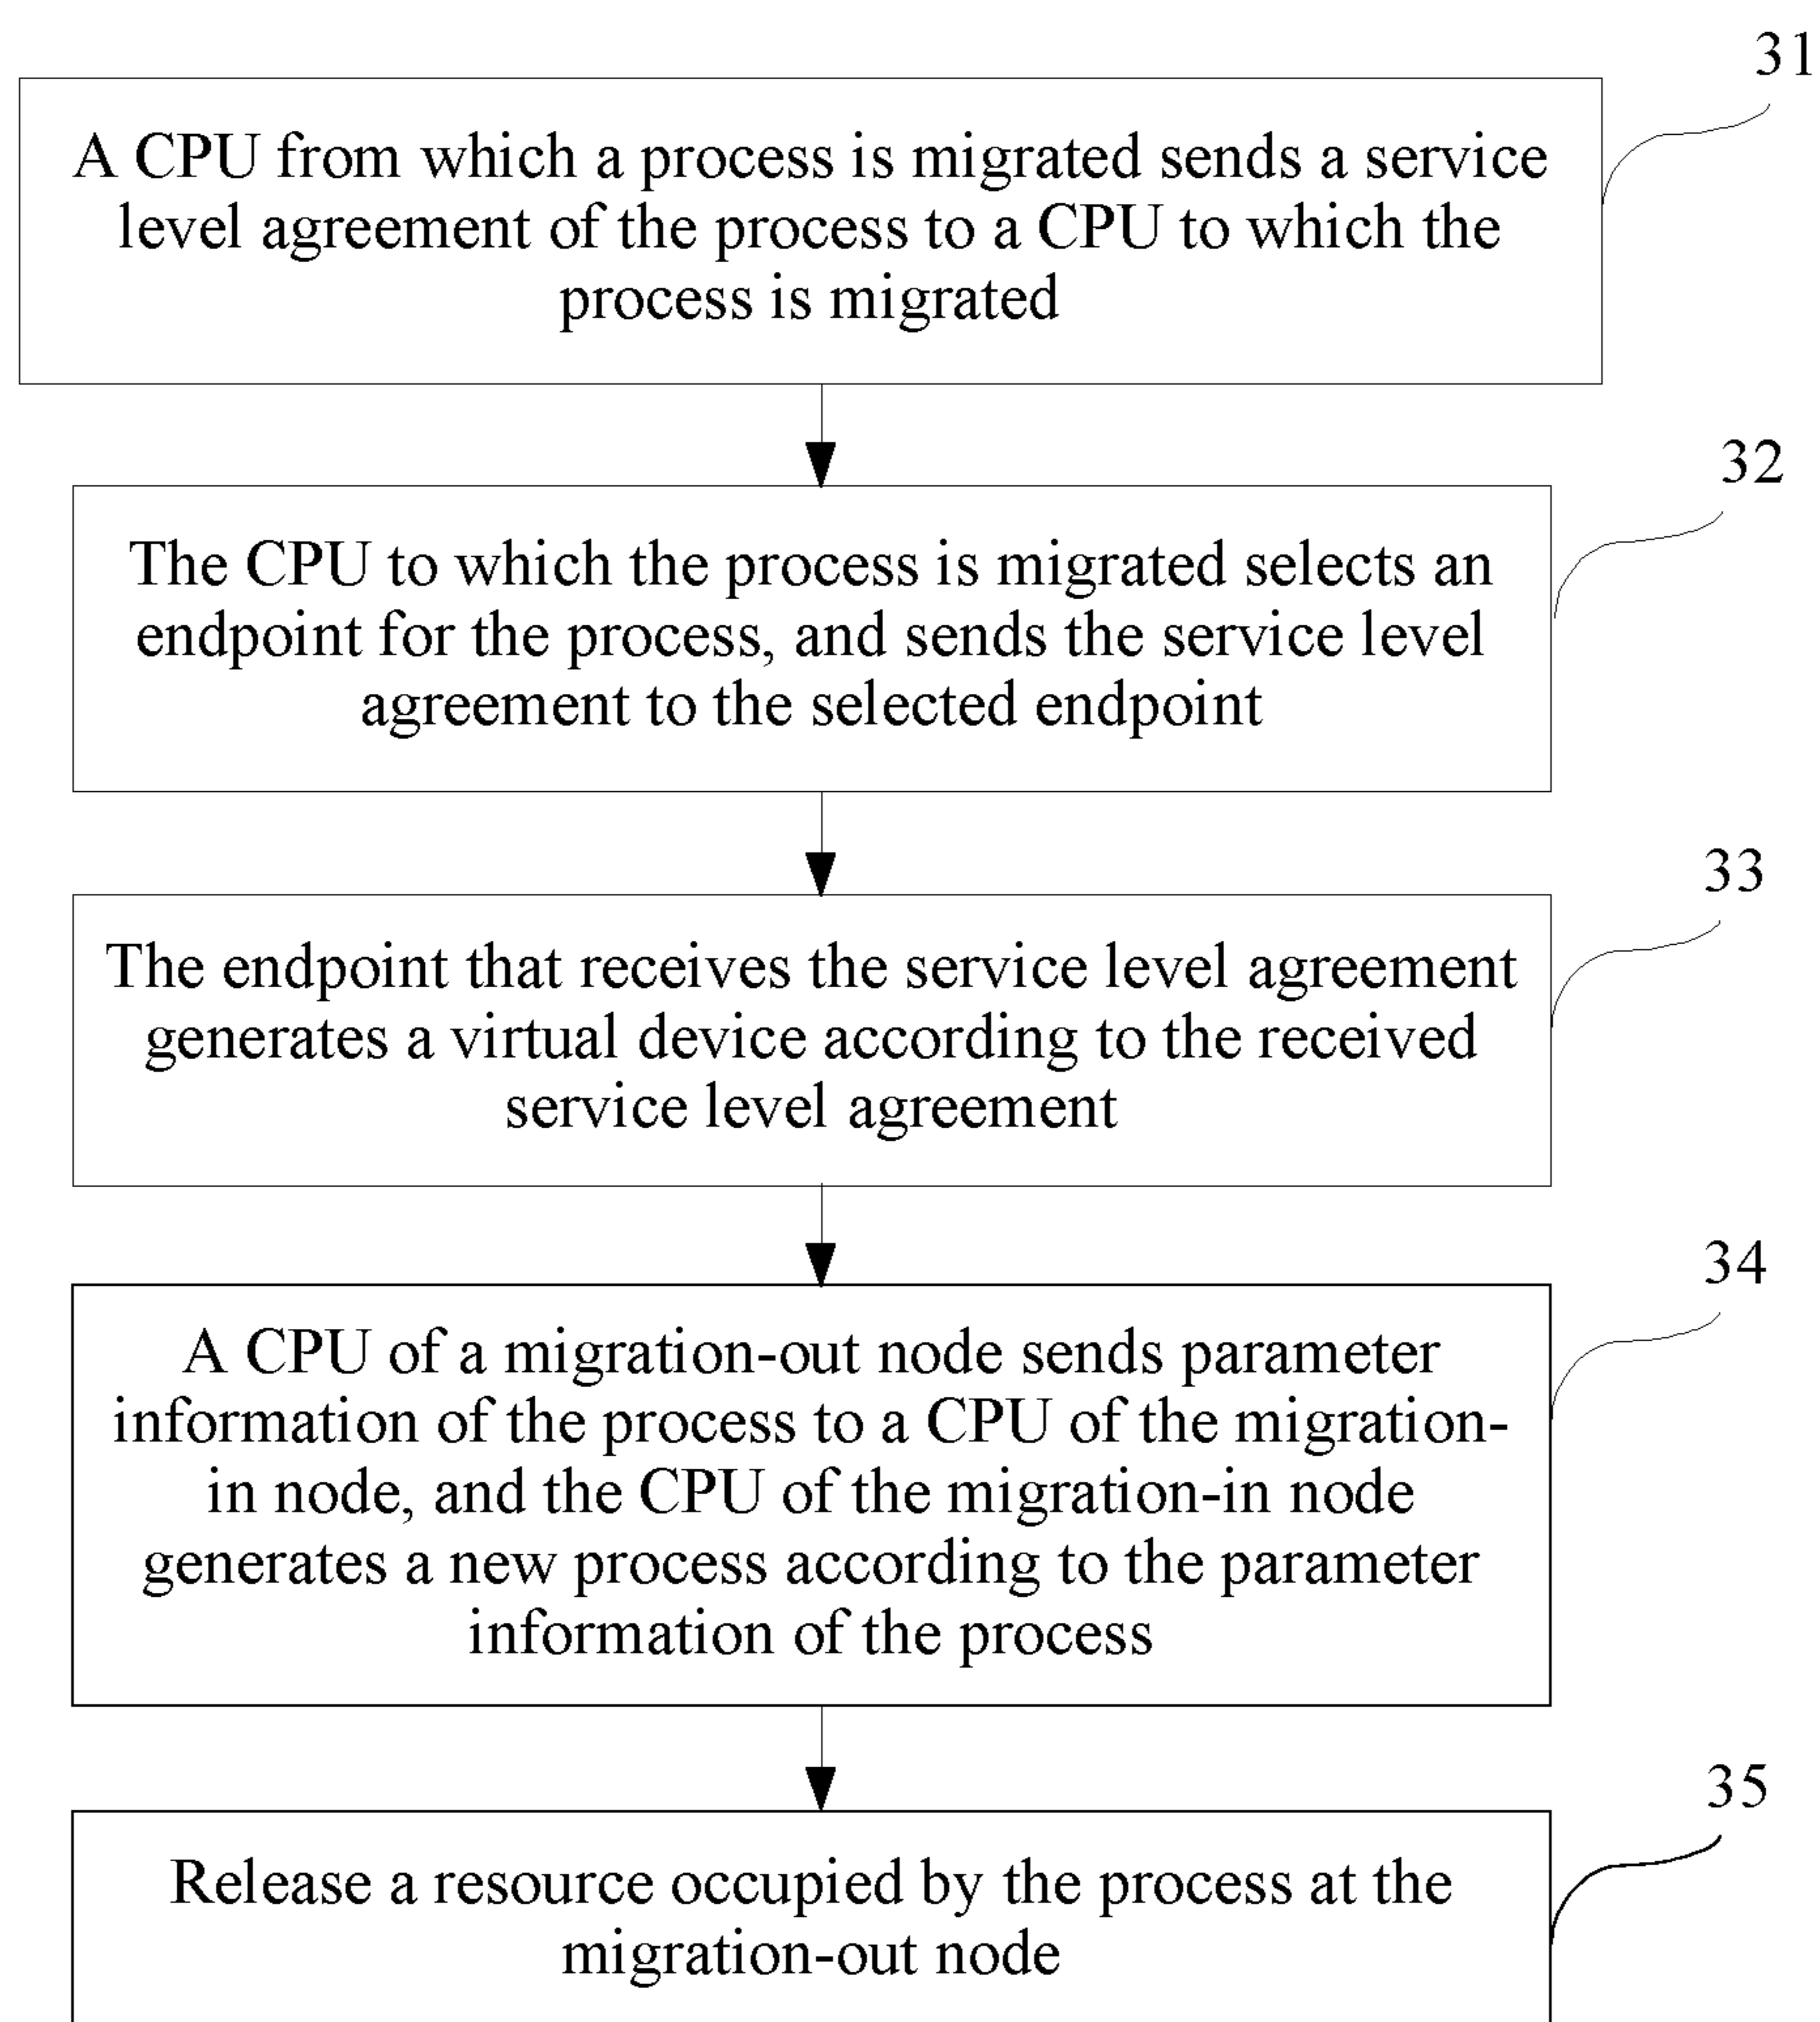 31
A CPU from which a process is migrated sends a service
level agreement of the process to a CPU to which the
process is migrated
32
The CPU to which the process is migrated selects an
endpoint for the process, and sends the service level
agreement to the selected endpoint
33
The endpoint that receives the service level agreement
generates a virtual device according to the received
service level agreement
34
A CPU of a migration-out node sends parameter
information of the process to a CPU of the migration-
in node, and the CPU of the migration-in node
generates a new process according to the parameter
information of the process
35
Release a resource occupied by the process at the
migration-out node